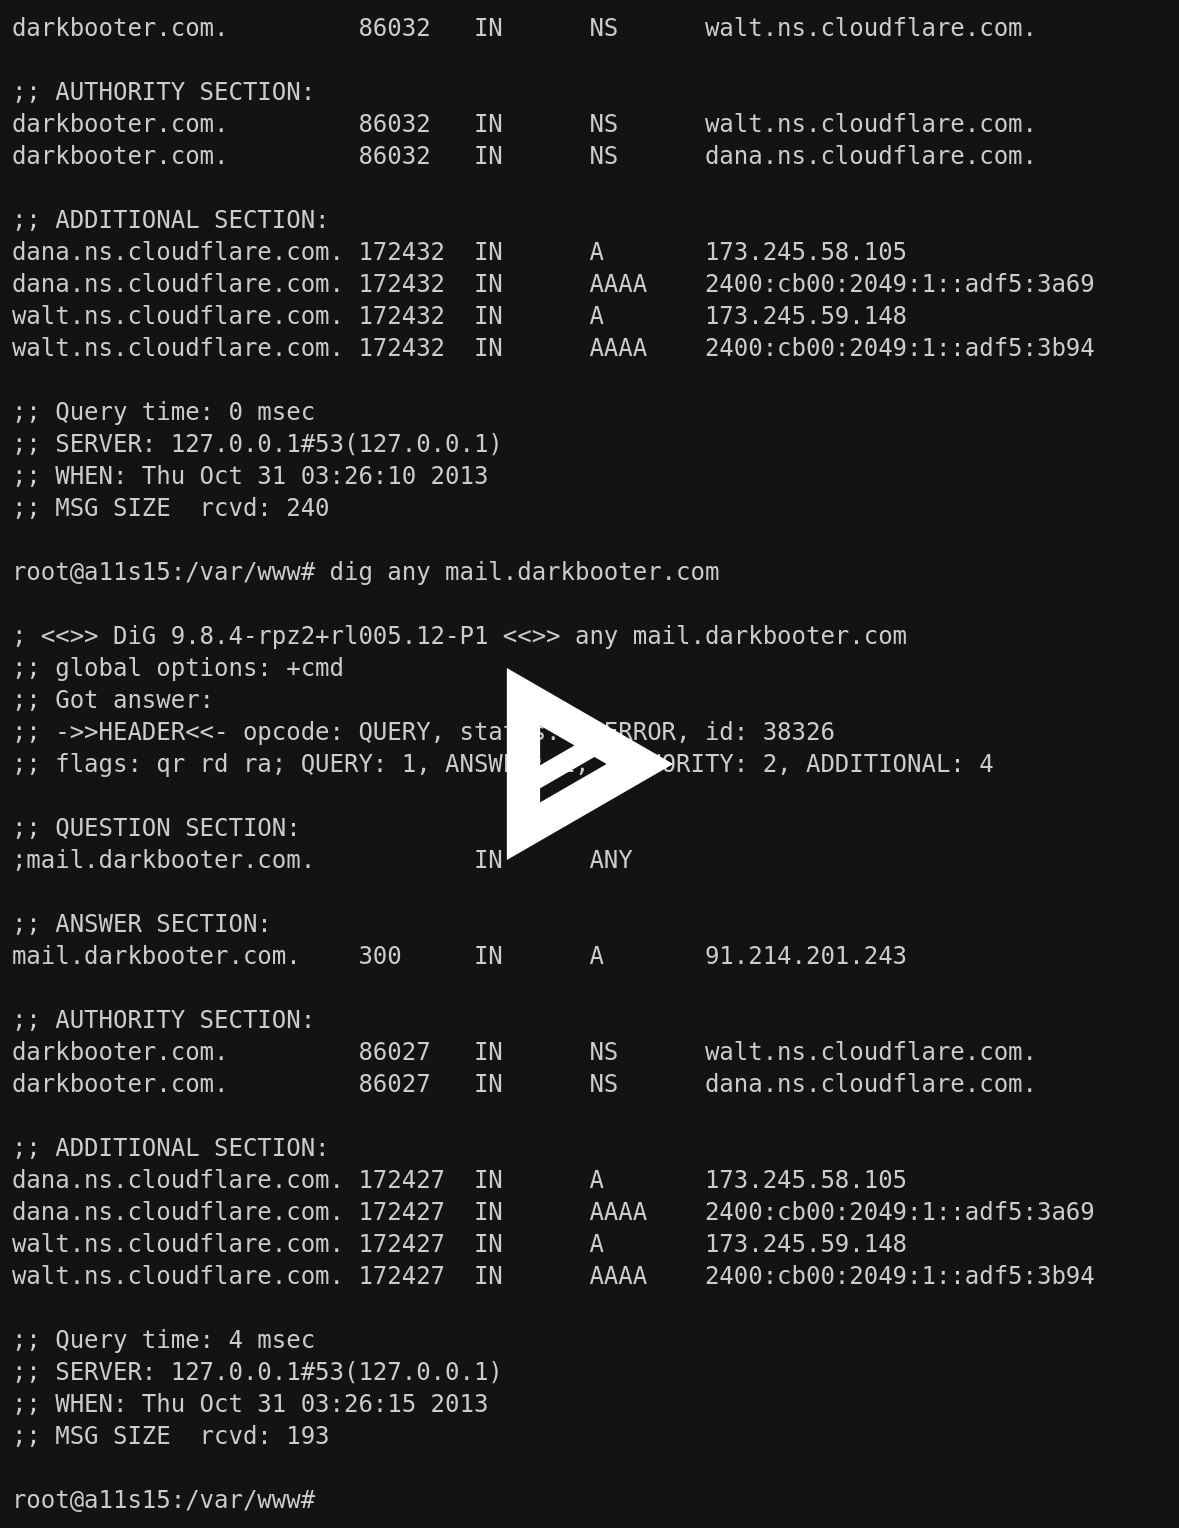 darkbooter.com. 86032 IN NS walt.ns.cloudflare.com.
;; AUTHORITY SECTION:
darkbooter.com. 86032 IN NS walt.ns.cloudflare.com.
darkbooter.com. 86032 IN NS dana.ns.cloudflare.com.
;; ADDITIONAL SECTION:
dana.ns.cloudflare.com. 172432 IN A 173.245.58.105
dana.ns.cloudflare.com. 172432 IN AAAA 2400:cb00:2049:1::adf5:3a69
walt.ns.cloudflare.com. 172432 IN A 173.245.59.148
walt.ns.cloudflare.com. 172432 IN AAAA 2400:cb00:2049:1::adf5:3b94
;; Query time: 0 msec
;; SERVER: 127.0.0.1#53(127.0.0.1)
;; WHEN: Thu Oct 31 03:26:10 2013
;; MSG SIZE  rcvd: 240
root@a11s15:/var/www# dig any mail.darkbooter.com
; <<>> DiG 9.8.4-rpz2+rl005.12-P1 <<>> any mail.darkbooter.com
;; global options: +cmd
;; Got answer:
;; ->>HEADER<<- opcode: QUERY, id: 38326
;; flags: qr rd ra; QUERY: 1, 2, ADDITIONAL: 4
;; QUESTION SECTION:
;mail.darkbooter.com. IN ANY
;; ANSWER SECTION:
mail.darkbooter.com. 300 IN A 91.214.201.243
;; AUTHORITY SECTION:
darkbooter.com. 86027 IN NS walt.ns.cloudflare.com.
darkbooter.com. 86027 IN NS dana.ns.cloudflare.com.
;; ADDITIONAL SECTION:
dana.ns.cloudflare.com. 172427 IN A 173.245.58.105
dana.ns.cloudflare.com. 172427 IN AAAA 2400:cb00:2049:1::adf5:3a69
walt.ns.cloudflare.com. 172427 IN A 173.245.59.148
walt.ns.cloudflare.com. 172427 IN AAAA 2400:cb00:2049:1::adf5:3b94
;; Query time: 4 msec
;; SERVER: 127.0.0.1#53(127.0.0.1)
;; WHEN: Thu Oct 31 03:26:15 2013
;; MSG SIZE  rcvd: 193
root@a11s15:/var/www#